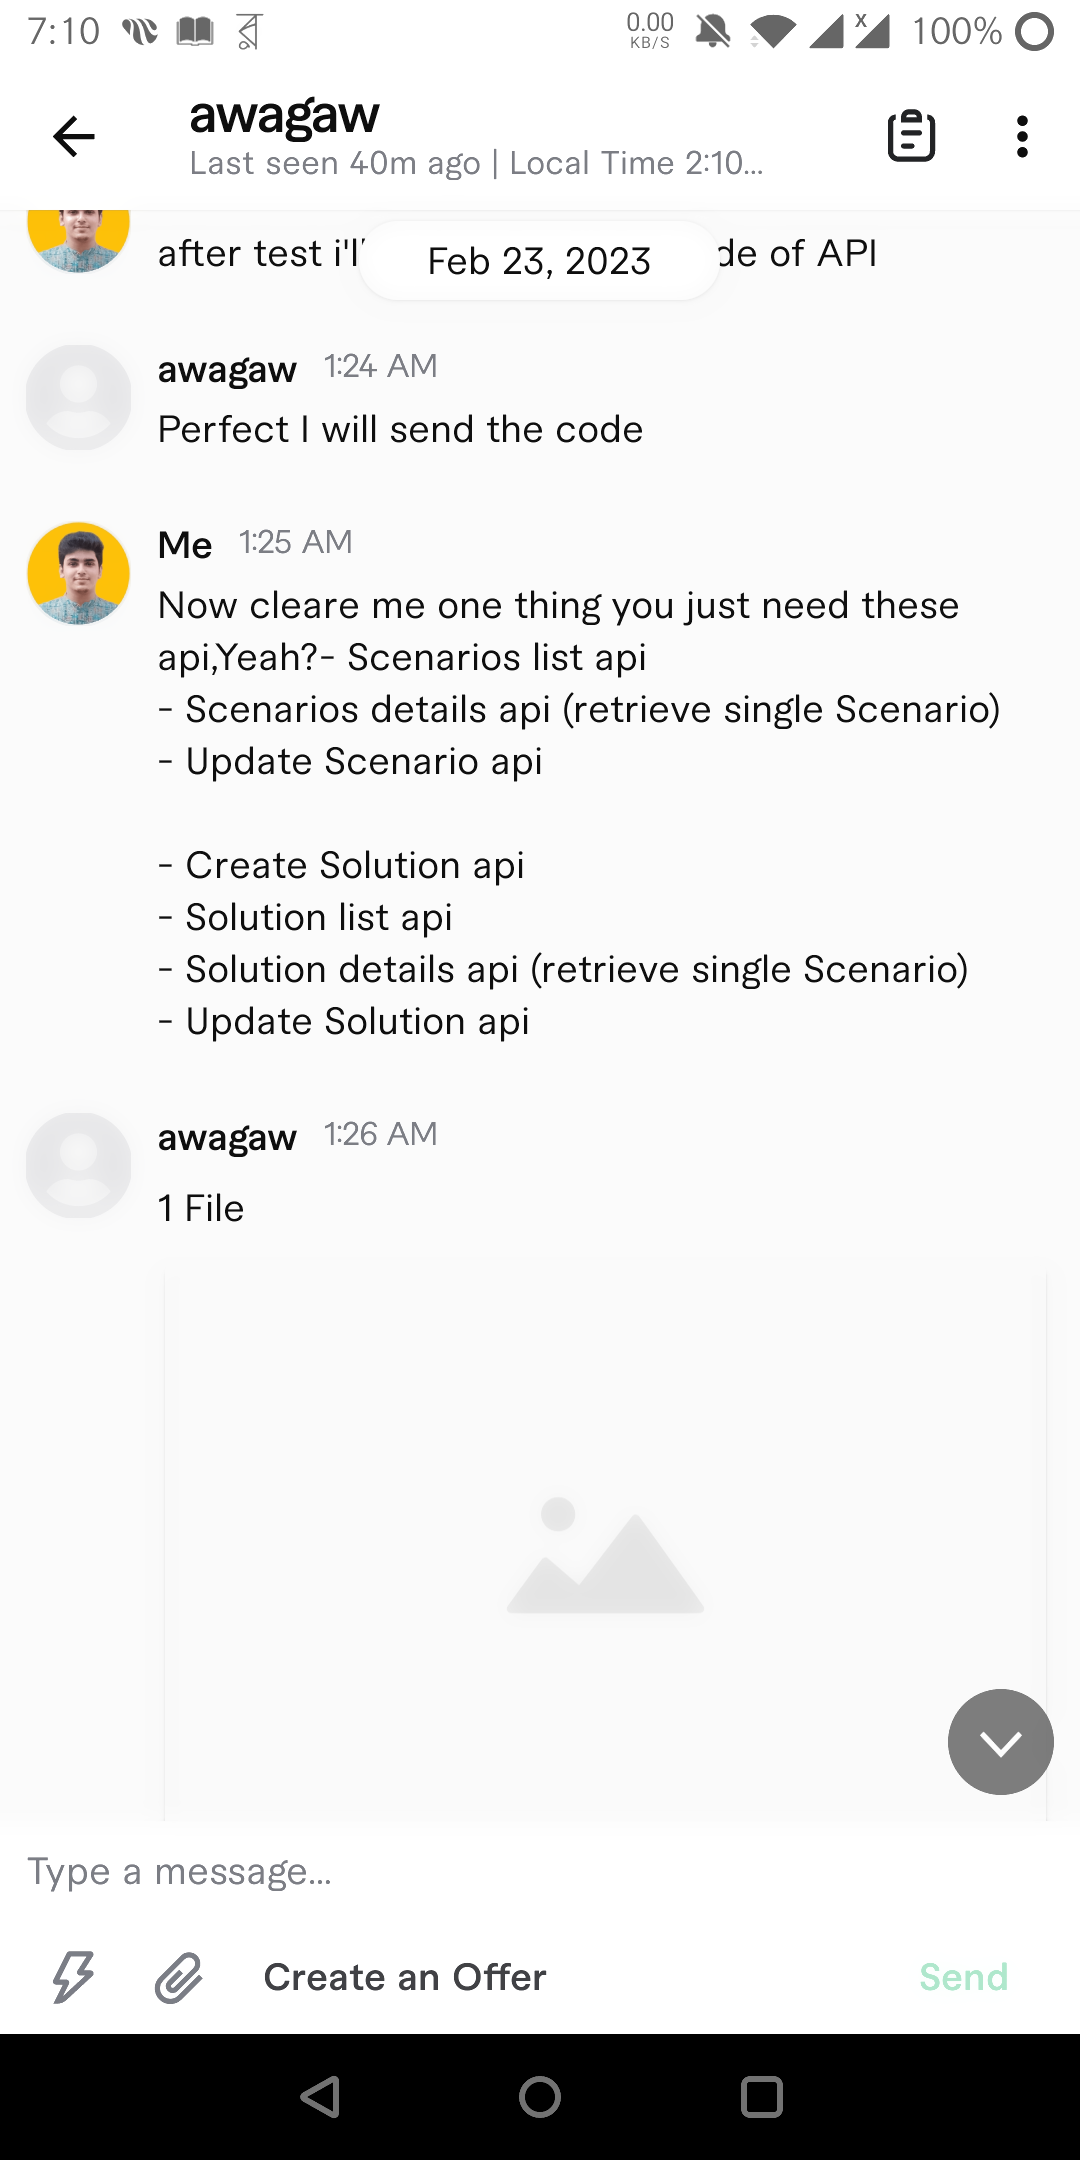 7:10
0.00
KB/S
x
100%
awagaw
Last seen 40m ago | Local Time 2:10...
after test i'll
de of API
Feb 23, 2023
awagaw 1:24 AM
Perfect I will send the code
Me 1:25 AM
Now cleare me one thing you just need these
api,Yeah?- Scenarios list api
- Scenarios details api (retrieve single Scenario)
- Update Scenario api
- Create Solution api
- Solution list api
- Solution details api (retrieve single Scenario)
- Update Solution api
awagaw 1:26 AM
1 File
Type a message...
Create an Offer
Send